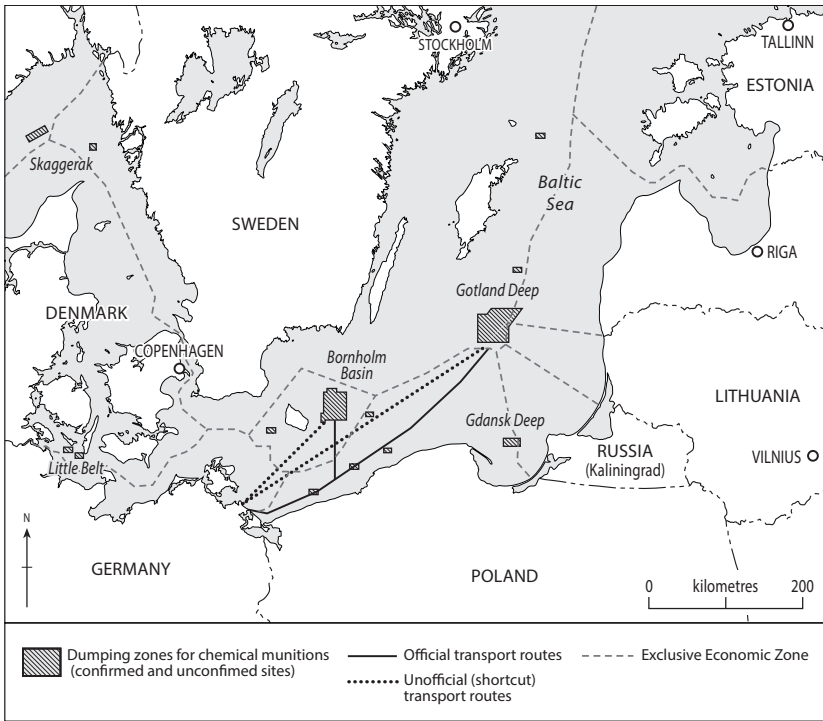 STOCKHOLM
TALLINN
ESTONIA
Skaggerak
Baltic
Sea
SWEDEN
RIGA
Gotland Deep
DENMARK
COPENHAGEN
Bornholm
Basin
LITHUANIA
Gdansk Deep
RUSSIA
(Kaliningrad)
VILNIUS
Little Belt
N
GERMANY
POLAND
0 kilometres 200
Dumping zones for chemical munitions
(confirmed and unconfimed sites)
Official transport routes
Unofficial (shortcut)
transport routes
Exclusive Economic Zone